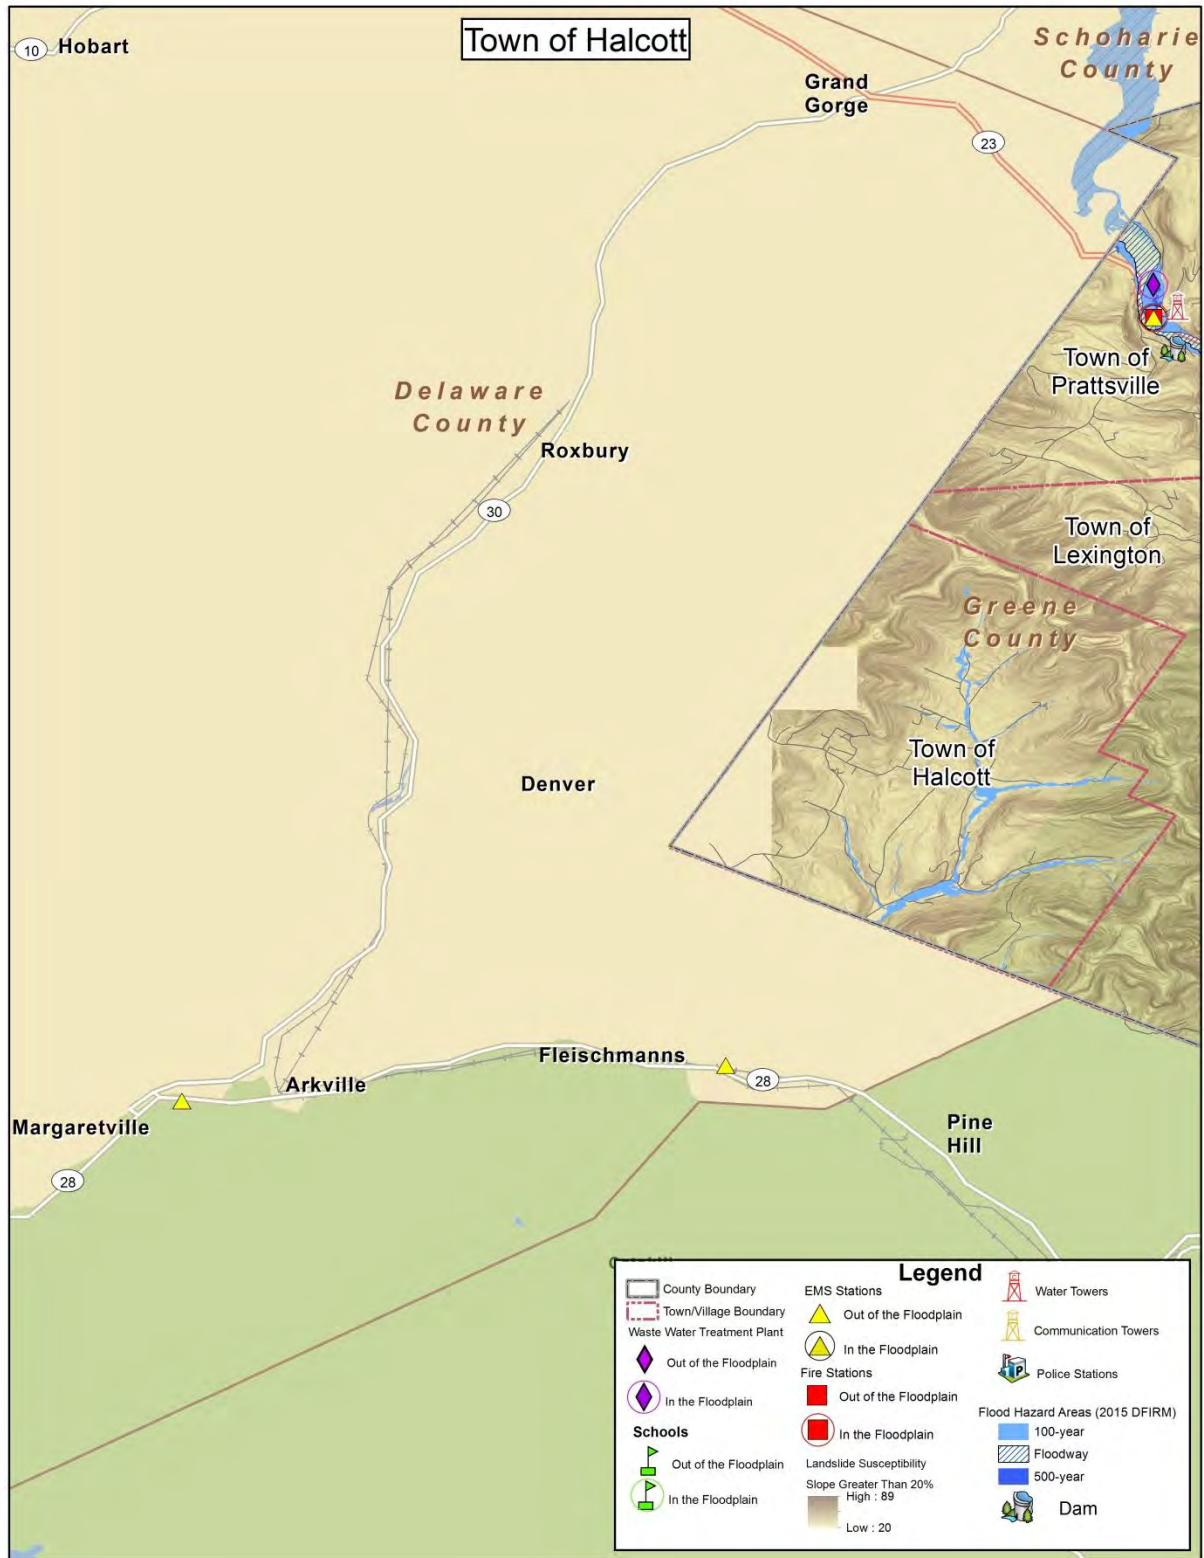 Town of Halcott
10
Hobart
Schoharie
County
Grand
Gorge
23
Town of
Prattsville
Delaware
County
Roxbury
30
Town of
Lexington
Greene
County
Town of
Halcott
Denver
Fleischmanns
28
Arkville
Margaretville
28
Pine
Hill
Legend
County Boundary
Town/Village Boundary
Waste Water Treatment Plant
Out of the Floodplain
In the Floodplain
Schools
Out of the Floodplain
In the Floodplain
EMS Stations
Out of the Floodplain
In the Floodplain
Fire Stations
Out of the Floodplain
In the Floodplain
Landslide Susceptibility
Slope Greater Than 20%
High : 89
Low : 20
Water Towers
Communication Towers
P
Police Stations
Flood Hazard Areas (2015 DFIRM)
100-year
Floodway
500-year
Dam